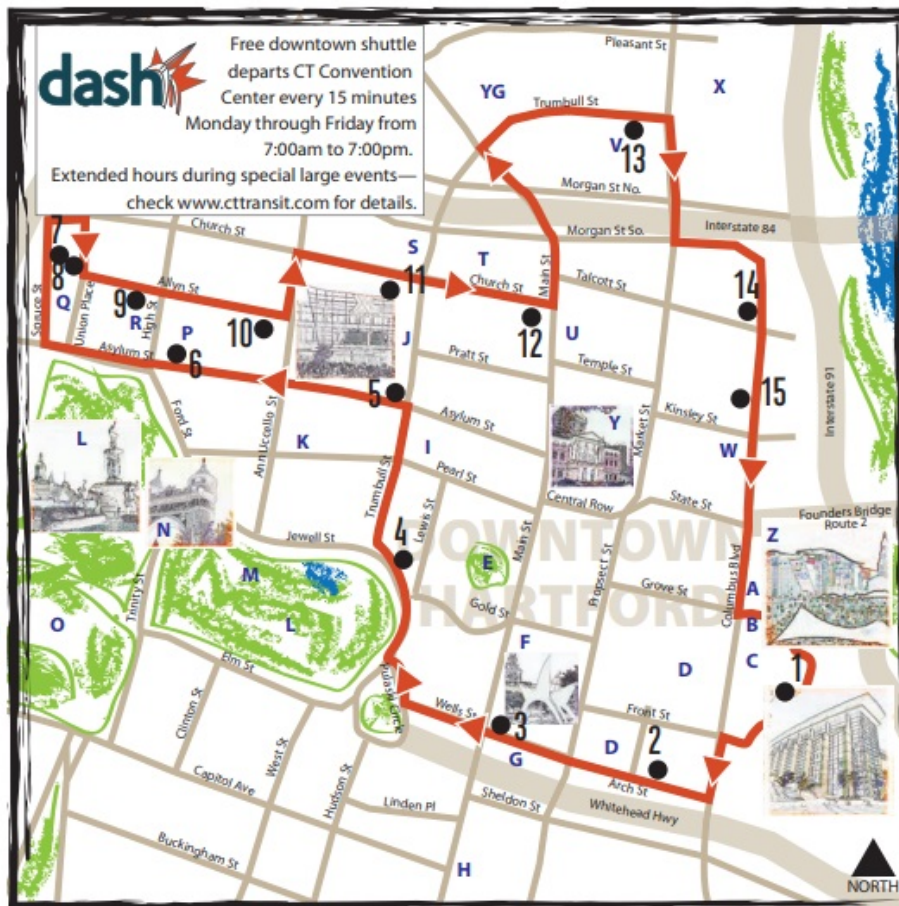 dash
Free downtown shuttle
departs CT Convention
Center every 15 minutes
Monday through Friday from
7:00am to 7:00pm.
Extended hours during special large events—
check www.cttransit.com for details.
Pleasant St
X
YG
Trumbull St
V
13
Morgan St No.
Interstate 84
Morgan St So.
Church St
7
8
S
T
Church St
11
Main St
Talcott St
14
Allyn St
Spruce St
Q
Union Place
9
R
High St
P
10
12
U
J
Asylum St
6
Pratt St
Temple St
5
15
Interstate 91
Ford St
Ann Uccello St
K
Asylum St
I
Kinsley St
Market St
Y
W
L
Pearl St
Trumbull St
Lewis St
N
Central Row
State St
Founders Bridge
Route 2
Jewell St
4
DOWNTOWN
HARTFORD
Main St
Prospect St
Columbus Blvd
Z
E
M
Trinity St
Grove St
A
Gold St
B
O
L
F
D
C
1
Elm St
Pulaski Circle
Wells St
3
Front St
Clinton St
West St
G
D
2
Arch St
Capitol Ave
Hudson St
Linden Pl
Sheldon St
Whitehead Hwy
Buckingham St
H
NORTH